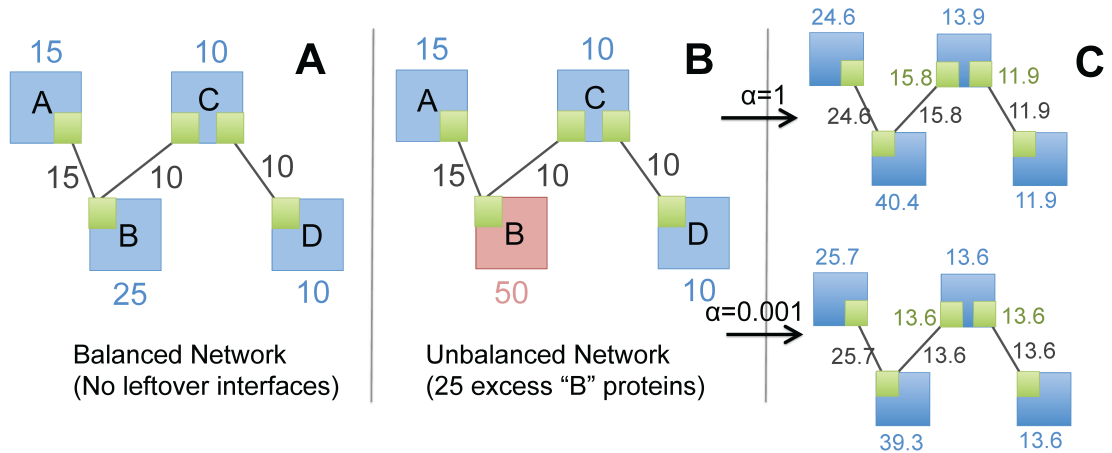 15
10
A
A
C
15
10
10
B
D
25
10
Balanced Network
(No leftover interfaces)
15
10
B
A
C
15
10
10
B
D
50
10
Unbalanced Network
(25 excess “B” proteins)
α=1
α=0.001
24.6
13.9
C
15.8
11.9
24.6
15.8
11.9
40.4
11.9
25.7
13.6
13.6
13.6
25.7
13.6
13.6
39.3
13.6